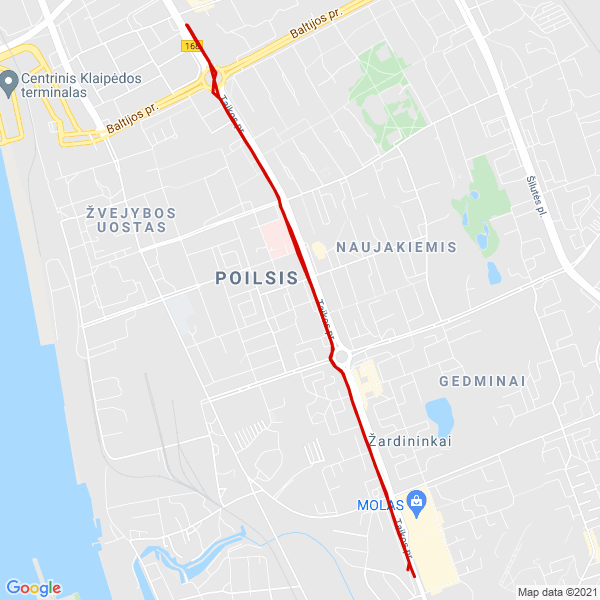 Baltijos pr.
168
Centrinis Klaipėdos
terminalas
Baltijos pr.
Taikos pr.
Šilutės pl.
ŽVEJYBOS
UOSTAS
NAUJAKIEMIS
POILSIS
Taikos pr.
GEDMINAI
Žardininkai
MOLAS
Taikos pr.
Google
Map data ©2021